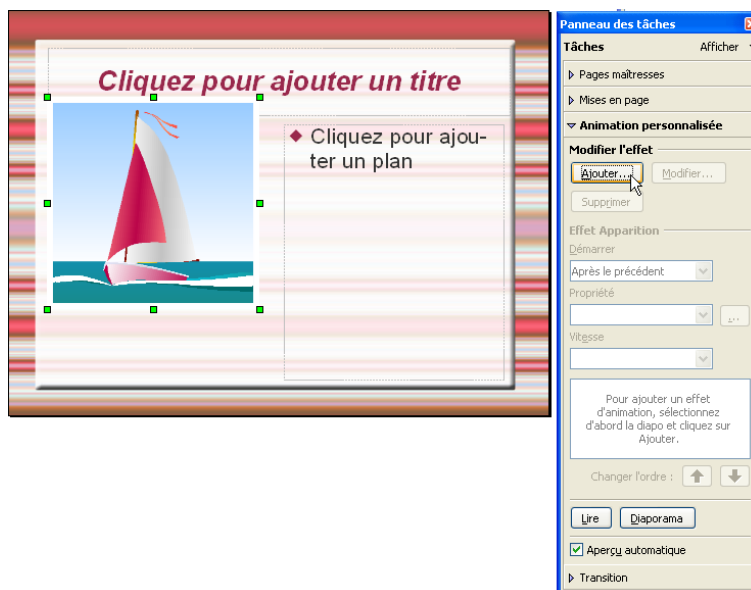 Cliquez pour ajouter un titre
Cliquez pour ajou-
ter un plan
Panneau des tâches
Tâches
Afficher
Pages maîtresses
Mises en page
Animation personnalisée
Modifier l'effet
Ajouter...
Modifier...
Supprimer
Effet Apparition
Démarrer
Après le précédent
Propriété
...
Vitesse
Pour ajouter un effet
d'animation, sélectionnez
d'abord la diapo et cliquez sur
Ajouter.
Changer l'ordre :
Lire
Diaporama
Aperçu automatique
Transition